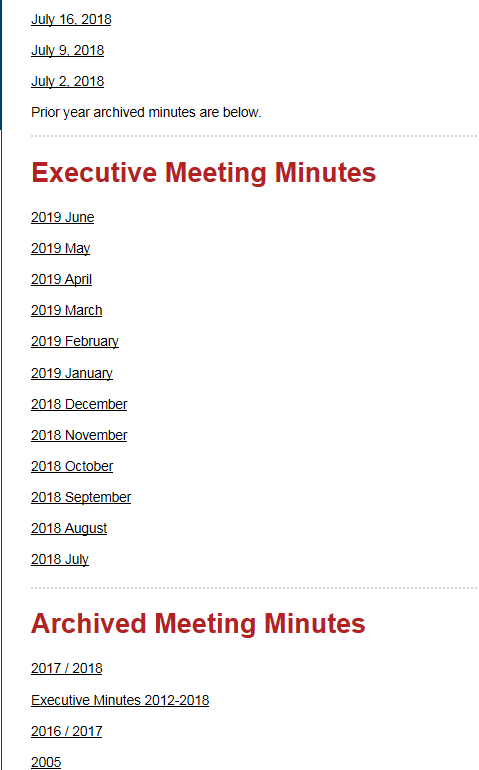 July 16, 2018
July 9, 2018
July 2, 2018
Prior year archived minutes are below.
Executive Meeting Minutes
2019 June
2019 May
2019 April
2019 March
2019 February
2019 January
2018 December
2018 November
2018 October
2018 September
2018 August
2018 July
Archived Meeting Minutes
2017 / 2018
Executive Minutes 2012-2018
2016 / 2017
2005